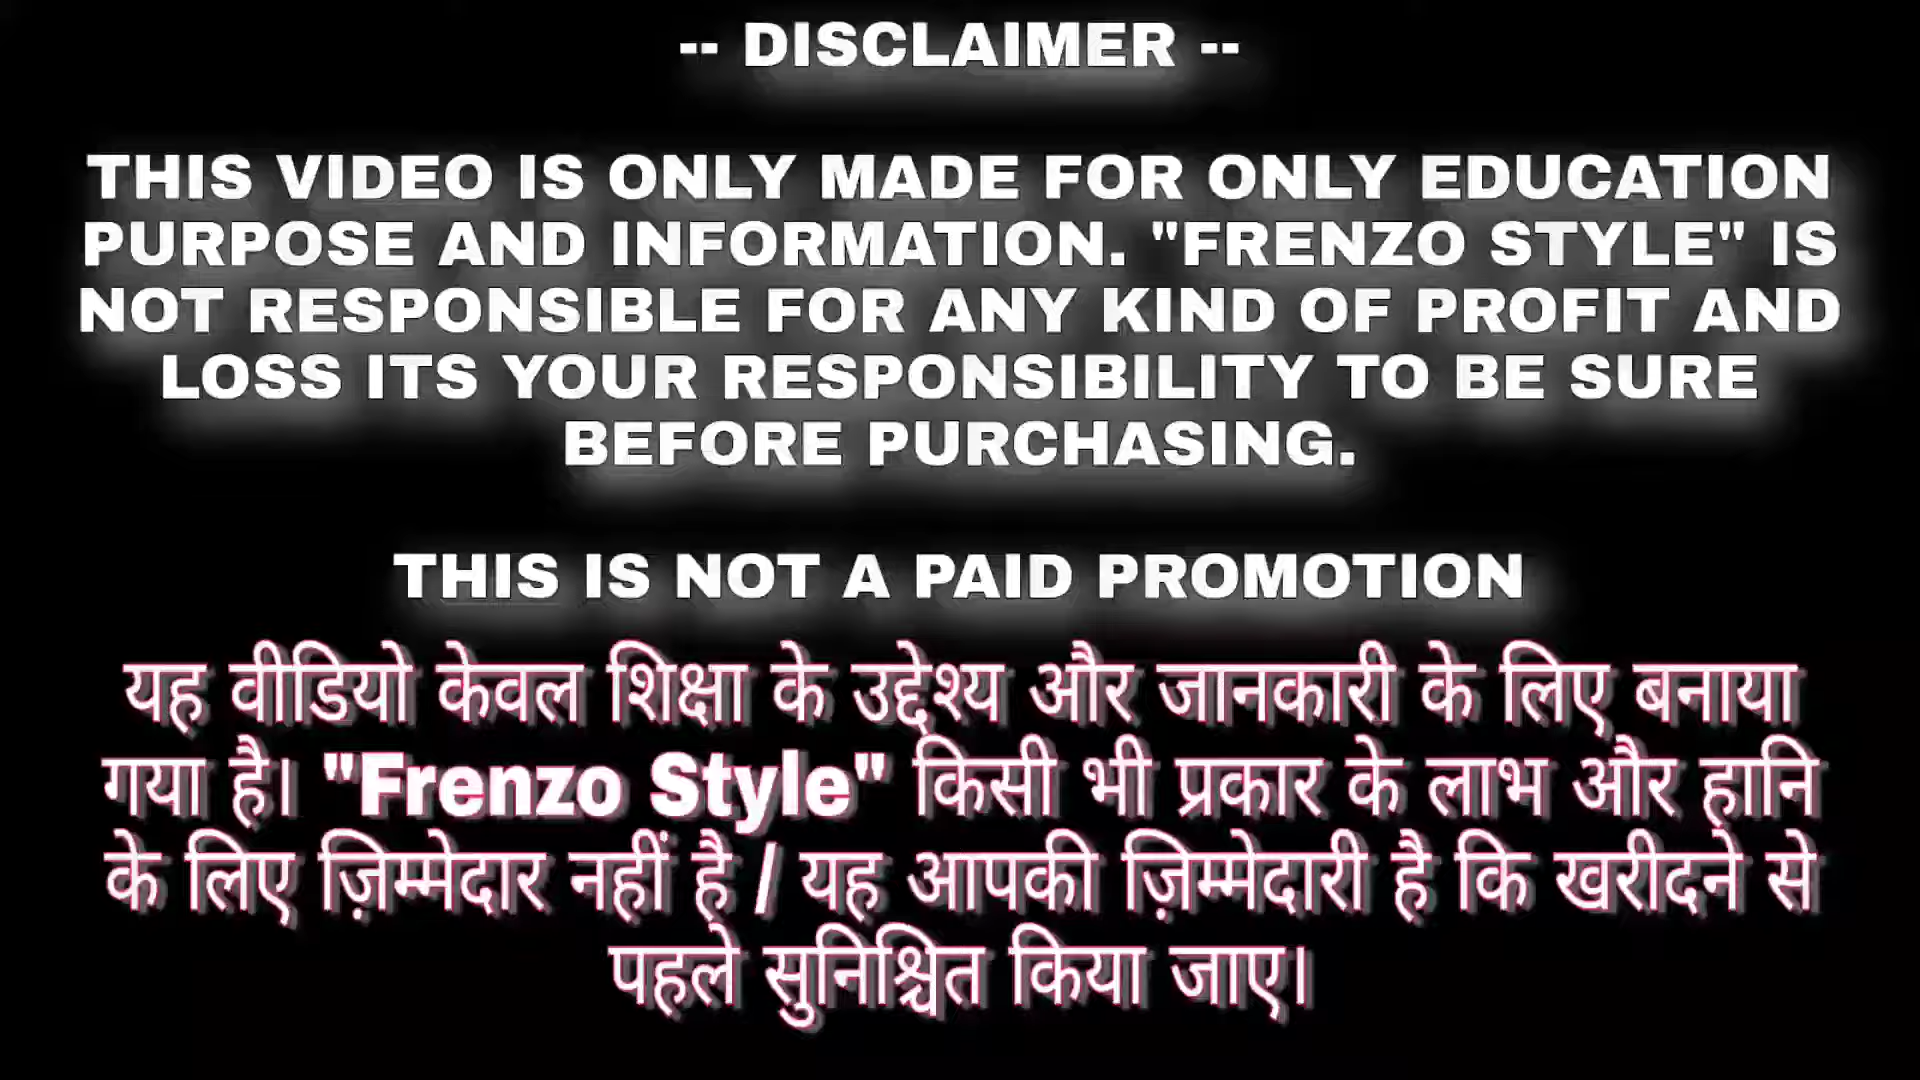 -- DISCLAIMER --
THIS VIDEO IS ONLY MADE FOR ONLY EDUCATION
PURPOSE AND INFORMATION. "FRENZO STYLE" IS
NOT RESPONSIBLE FOR ANY KIND OF PROFIT AND
LOSS ITS YOUR RESPONSIBILITY TO BE SURE
BEFORE PURCHASING.
THIS IS NOT A PAID PROMOTION
यह वीडियो केवल शिक्षा के उद्देश्य और जानकारी के लिए बनाया
गया है। "Frenzo Style" किसी भी प्रकार के लाभ और हानि
के लिए ज़िम्मेदार नहीं है / यह आपकी ज़िम्मेदारी है कि खरीदने से
पहले सुनिश्चित किया जाए।